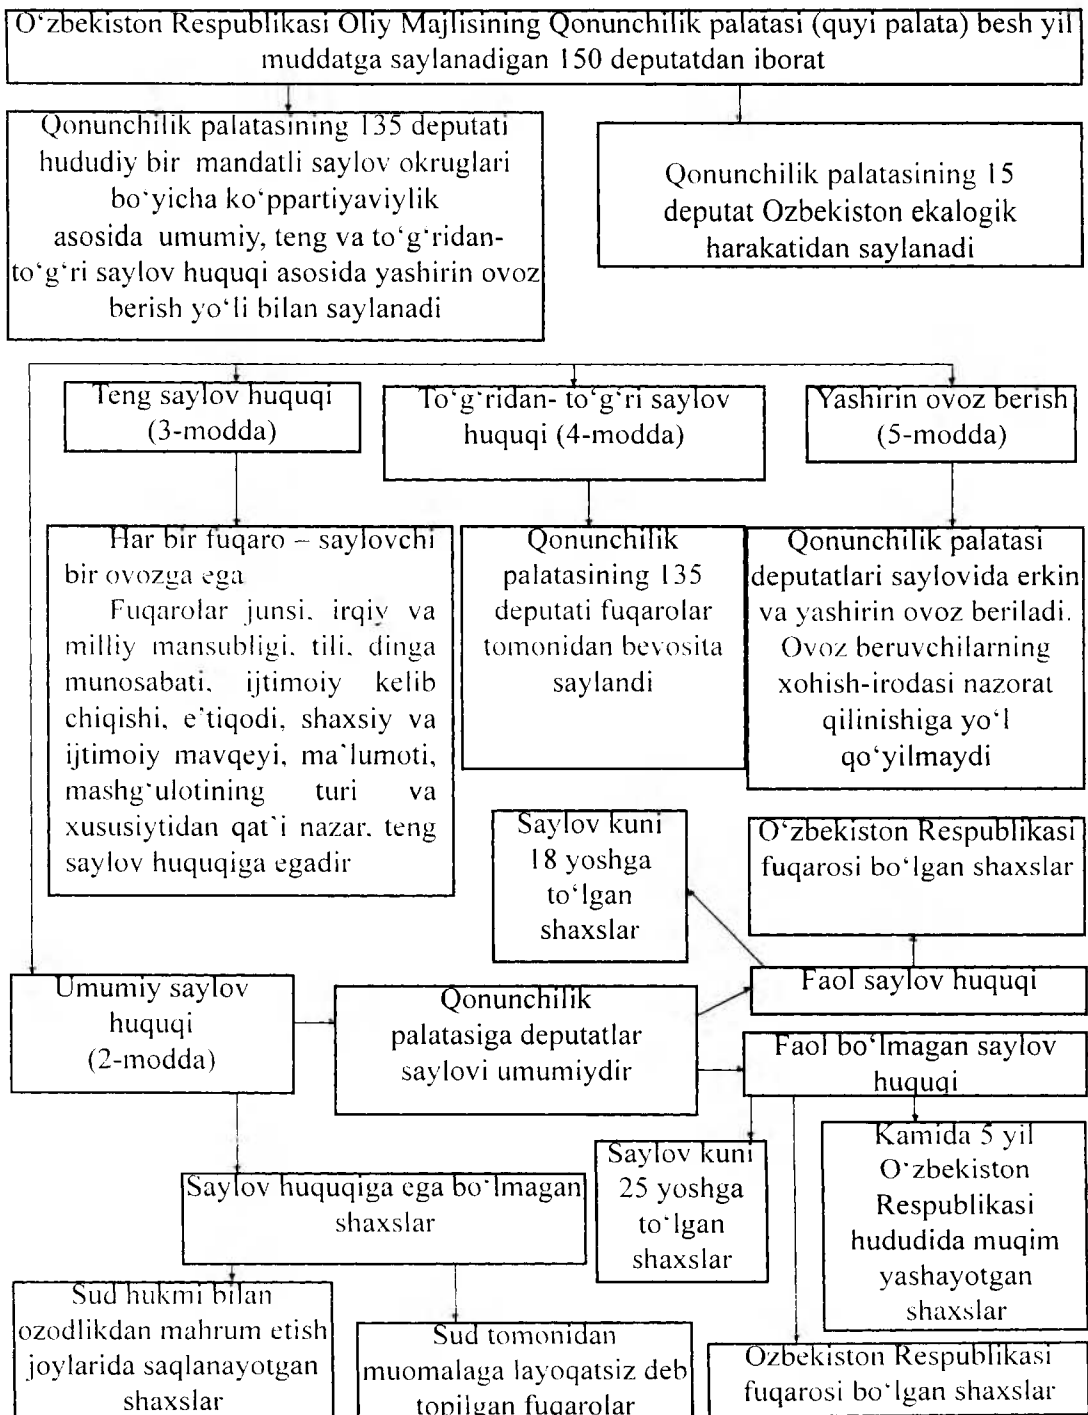 O‘zbekiston Respublikasi Oliy Majlisining Qonunchilik palatasi (quyi palata) besh yil
muddatga saylanadigan 150 deputatdan iborat
Qonunchilik palatasining 135 deputati
hududiy bir mandatli saylov okruglari
bo‘yicha ko‘ppartiyaviylik
asosida umumiy, teng va to‘g‘ridan-
to‘g‘ri saylov huquqi asosida yashirin ovoz
berish yo‘li bilan saylanadi
Qonunchilik palatasining 15
deputat Ozbekiston ekalogik
harakatidan saylanadi
Teng saylov huquqi
(3-modda)
To‘g‘ridan- to‘g‘ri saylov
huquqi (4-modda)
Yashirin ovoz berish
(5-modda)
Har bir fuqaro – saylovchi
bir ovozga ega
Fuqarolar junsi, irqiy va
milliy mansubligi, tili, dinga
munosabati, ijtimoiy kelib
chiqishi, e‘tiqodi, shaxsiy va
ijtimoiy mavqeyi, ma‘lumoti,
mashg‘ulotining turi va
xususiytidan qat‘i nazar, teng
saylov huquqiga egadir
Qonunchilik
palatasining 135
deputati fuqarolar
tomonidan bevosita
saylandi
Qonunchilik palatasi
deputatlari saylovida erkin
va yashirin ovoz beriladi.
Ovoz beruvchilarning
xohish-irodasi nazorat
qilinishiga yo‘l
qo‘yilmaydi
Saylov kuni
18 yoshga
to‘lgan
shaxslar
O‘zbekiston Respublikasi
fuqarosi bo‘lgan shaxslar
Umumiy saylov
huquqi
(2-modda)
Qonunchilik
palatasiga deputatlar
saylovi umumiydir
Faol saylov huquqi
Faol bo‘lmagan saylov
huquqi
Saylov huquqiga ega bo‘lmagan
shaxslar
Saylov kuni
25 yoshga
to‘lgan
shaxslar
Kamida 5 yil
O‘zbekiston
Respublikasi
hududida muqim
yashayotgan
shaxslar
Sud hukmi bilan
ozodlikdan mahrum etish
joylarida saqlanayotgan
shaxslar
Sud tomonidan
muomalaga layoqatsiz deb
topilgan fuqarolar
Ozbekiston Respublikasi
fuqarosi bo‘lgan shaxslar